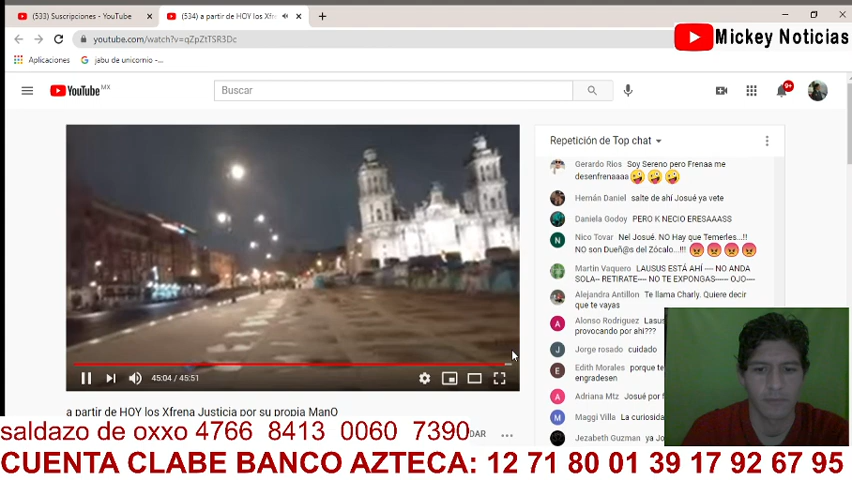 (533) Suscripciones - YouTube
(534) a partir de HOY los Xfre
youtube.com/watch?v=qZpZtTSR3Dc
Mickey Noticias
Aplicaciones
jabu de unicornio -
YouTube MX
Buscar
9+
Repetición de Top chat
Gerardo Rios Soy Sereno pero Frenaa me
desenfrenaaaa
Hernán Daniel salte de ahí Josué ya vete
Daniela Godoy PERO K NECIO ERESAAASS
Nico Tovar Nel Josué. NO Hay que Temerles...!!
NO son Dueñ@s del Zócalo...!!!
Martin Vaquero LAUSUS ESTÁ AHÍ ---- NO ANDA
SOLA-- RETIRATE---- NO TE EXPONGAS------ OJO----
Alejandra Antillon Te llama Charly. Quiere decir
que te vayas
Alonso Rodriguez
provocando por ahi???
Jorge rosado cuidado
Edith Morales porque te
engradesen
Adriana Mtz Josué por f
Maggi Villa La curiosida
Jezabeth Guzman ya Jo
45:04 / 45:51
a partir de HOY los Xfrena Justicia por su propia ManO
DAR
saldazo de oxxo 4766 8413 0060 7390
CUENTA CLABE BANCO AZTECA: 12 71 80 01 39 17 92 67 95